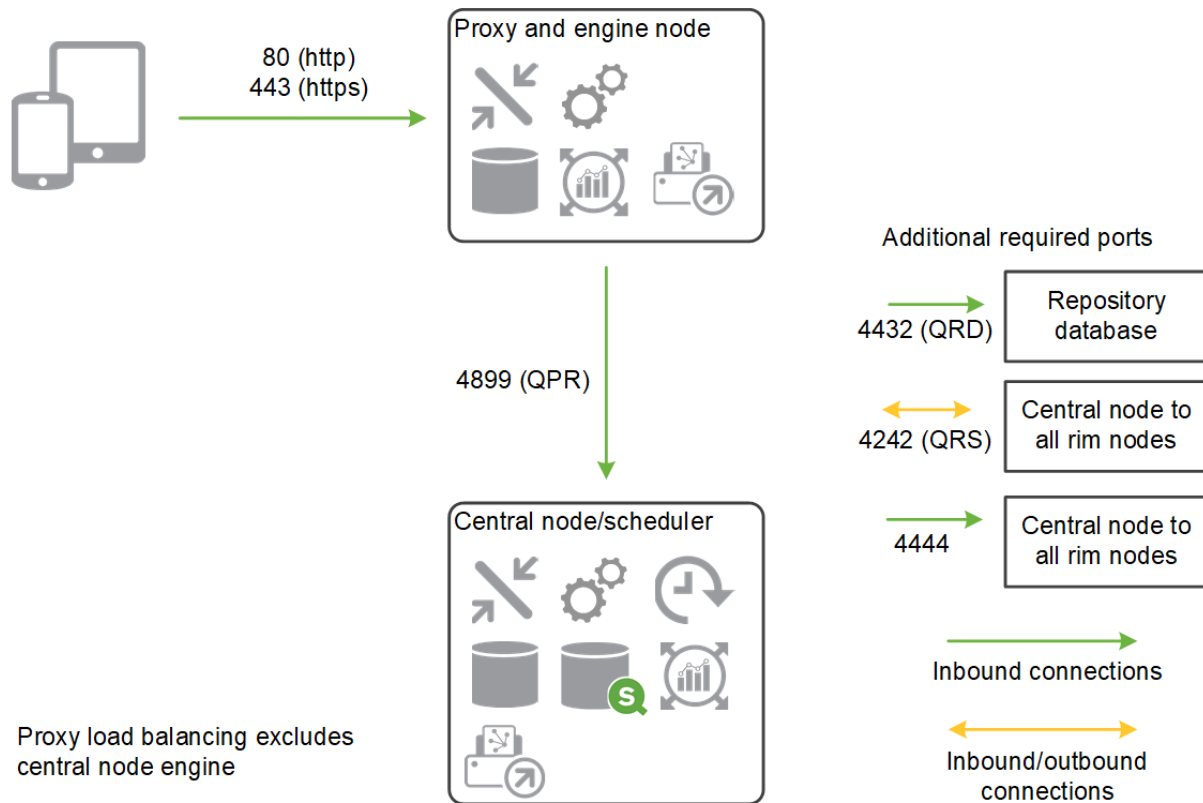 Proxy and engine node
80 (http)
443 (https)
4899 (QPR)
Central node/scheduler
Proxy load balancing excludes
central node engine
Additional required ports
4432 (QRD)
Repository
database
4242 (QRS)
Central node to
all rim nodes
4444
Central node to
all rim nodes
Inbound connections
Inbound/outbound
connections
S